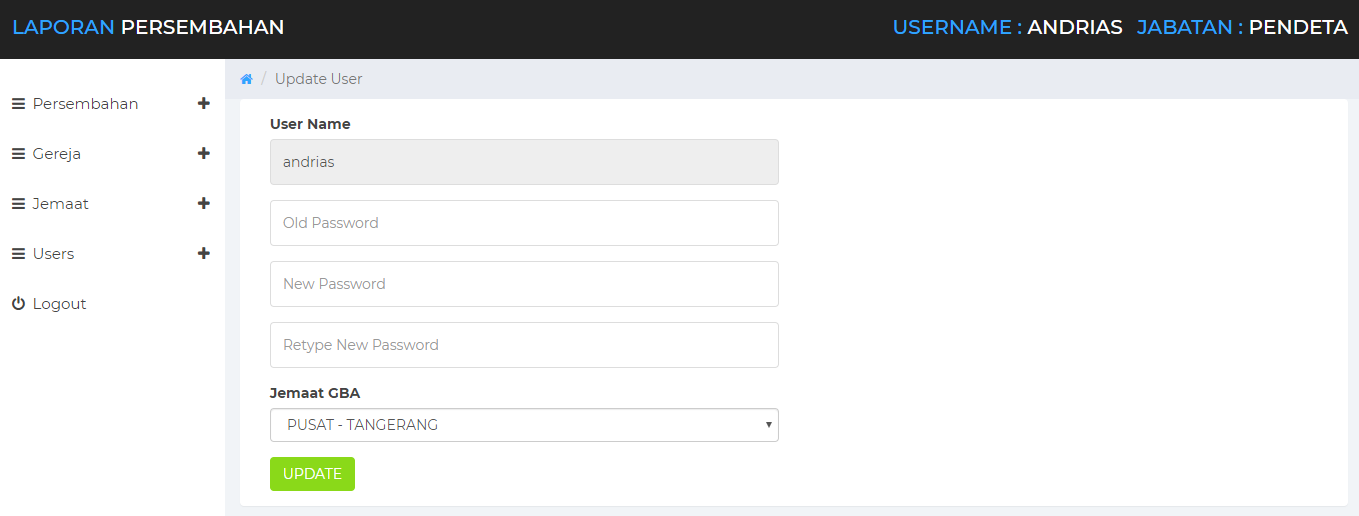 LAPORAN PERSEMBAHAN USERNAME : ANDRIAS JABATAN : PENDETA
/ Update User
Persembahan
Gereja
Jemaat
Users
Logout
User Name
andrias
Old Password
New Password
Retype New Password
Jemaat GBA
PUSAT - TANGERANG
UPDATE